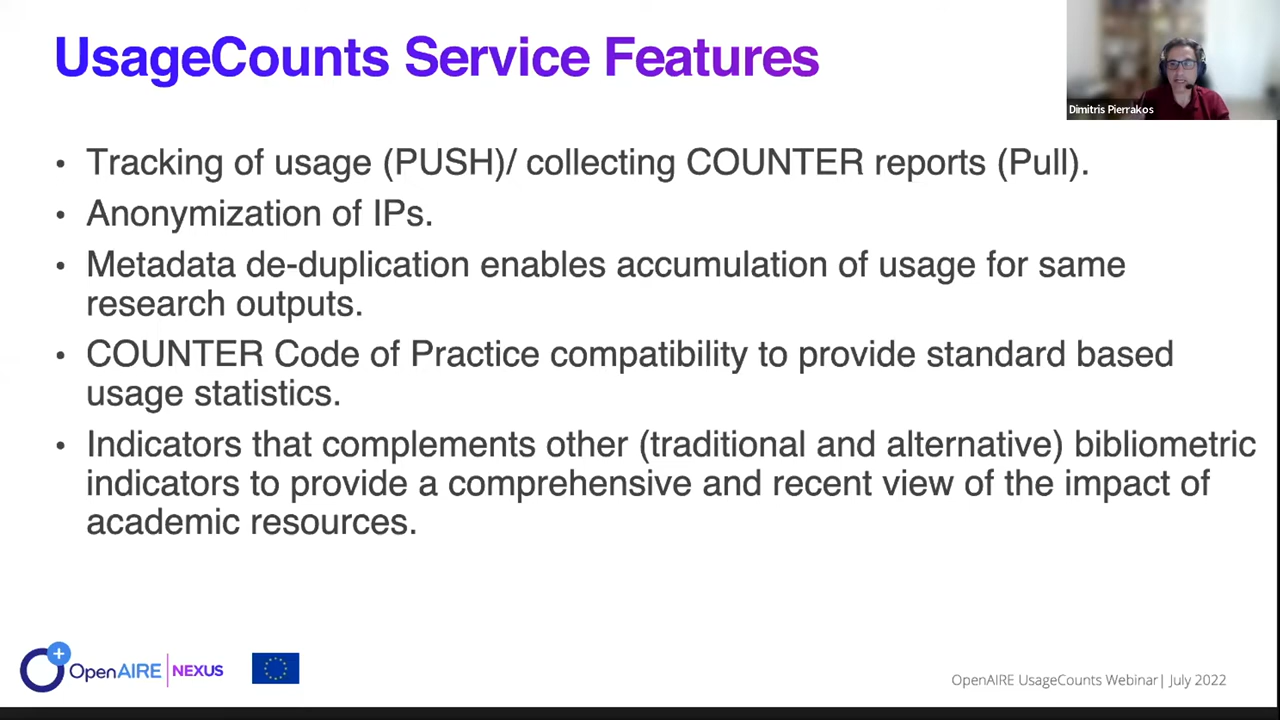 UsageCounts Service Features
Dimitris Pierrakos
• Tracking of usage (PUSH)/ collecting COUNTER reports (Pull).
• Anonymization of IPs.
• Metadata de-duplication enables accumulation of usage for same
research outputs.
• COUNTER Code of Practice compatibility to provide standard based
usage statistics.
• Indicators that complements other (traditional and alternative) bibliometric
indicators to provide a comprehensive and recent view of the impact of
academic resources.
OpenAIRE | NEXUS
OpenAIRE UsageCounts Webinar| July 2022